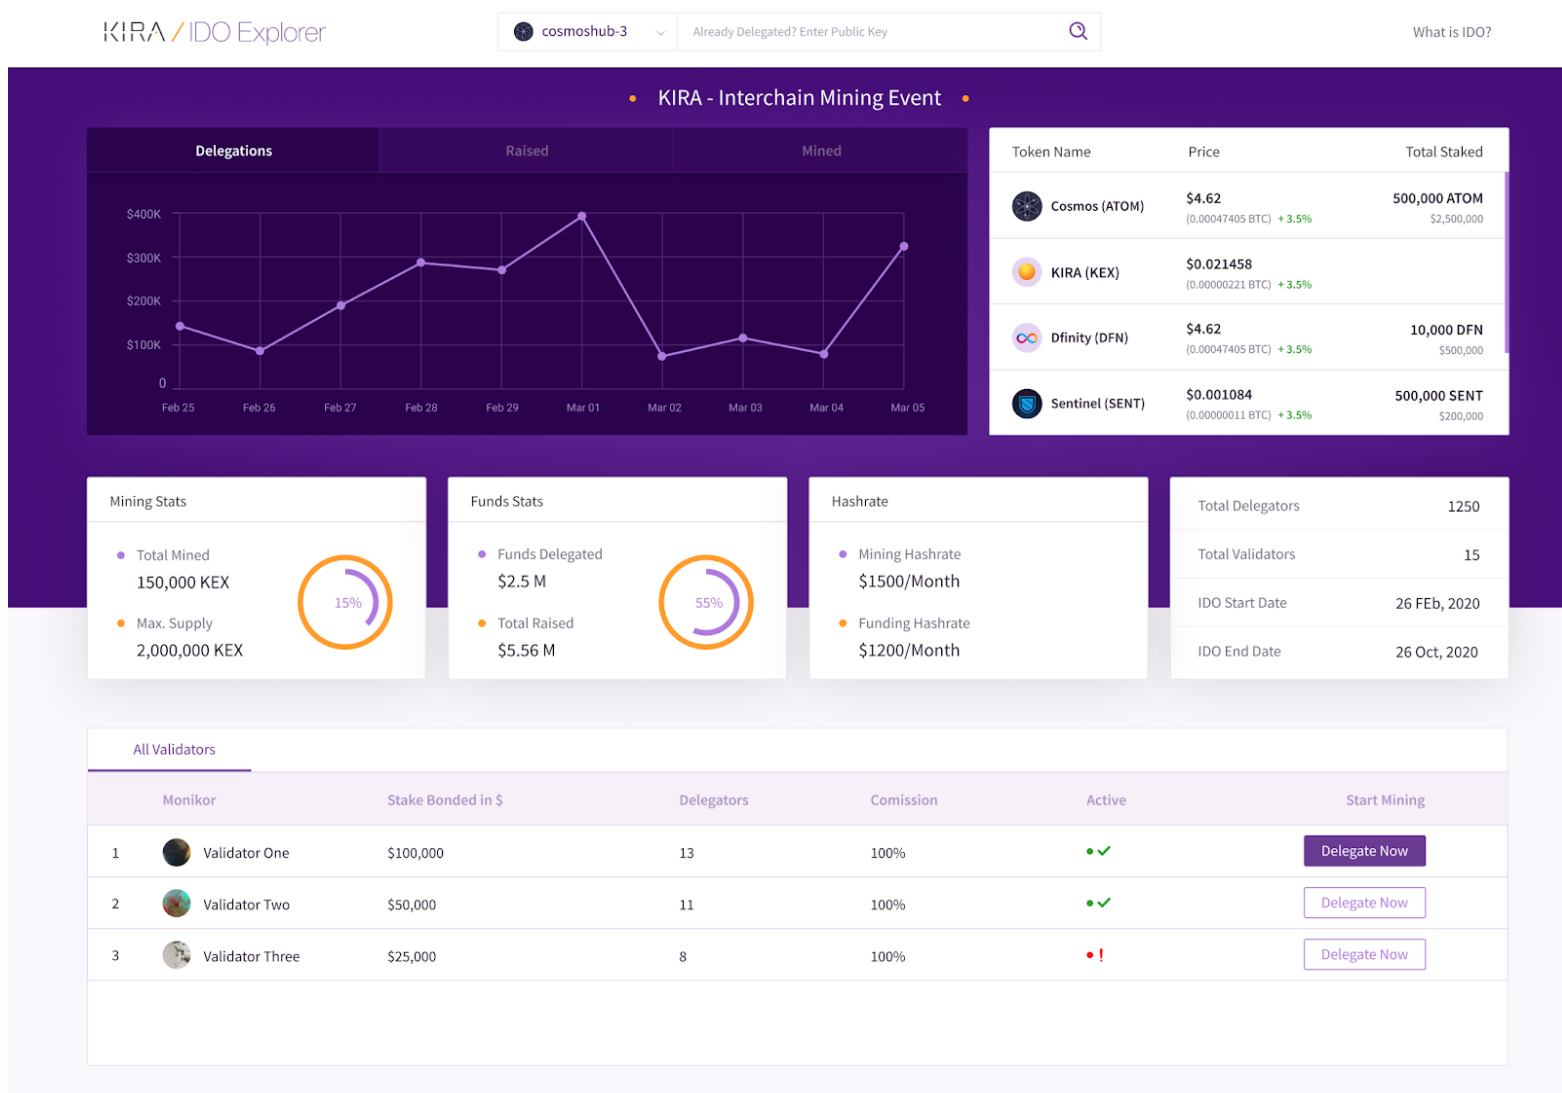 KIRA / IDO Explorer
cosmoshub-3
Already Delegated? Enter Public Key
What is IDO?
KIRA - Interchain Mining Event
Delegations Raised Mined
$400K
$300K
$200K
$100K
0
Feb 25 Feb 26 Feb 27 Feb 28 Feb 29 Mar 01 Mar 02 Mar 03 Mar 04 Mar 05
Token Name Price Total Staked
Cosmos (ATOM) $4.62 500,000 ATOM
(0.00047405 BTC) + 3.5% $2,500,000
KIRA (KEX) $0.021458
(0.00000221 BTC) + 3.5%
Dfinity (DFN) $4.62 10,000 DFN
(0.00047405 BTC) + 3.5% $500,000
Sentinel (SENT) $0.001084 500,000 SENT
(0.00000011 BTC) + 3.5% $200,000
Mining Stats
Total Mined
150,000 KEX
Max. Supply
2,000,000 KEX
15%
Funds Stats
Funds Delegated
$2.5 M
Total Raised
$5.56 M
55%
Hashrate
Mining Hashrate
$1500/Month
Funding Hashrate
$1200/Month
Total Delegators 1250
Total Validators 15
IDO Start Date 26 FEb, 2020
IDO End Date 26 Oct, 2020
All Validators
Monikor Stake Bonded in $ Delegators Comission Active Start Mining
1 Validator One $100,000 13 100% Delegate Now
2 Validator Two $50,000 11 100% Delegate Now
3 Validator Three $25,000 8 100% ! Delegate Now